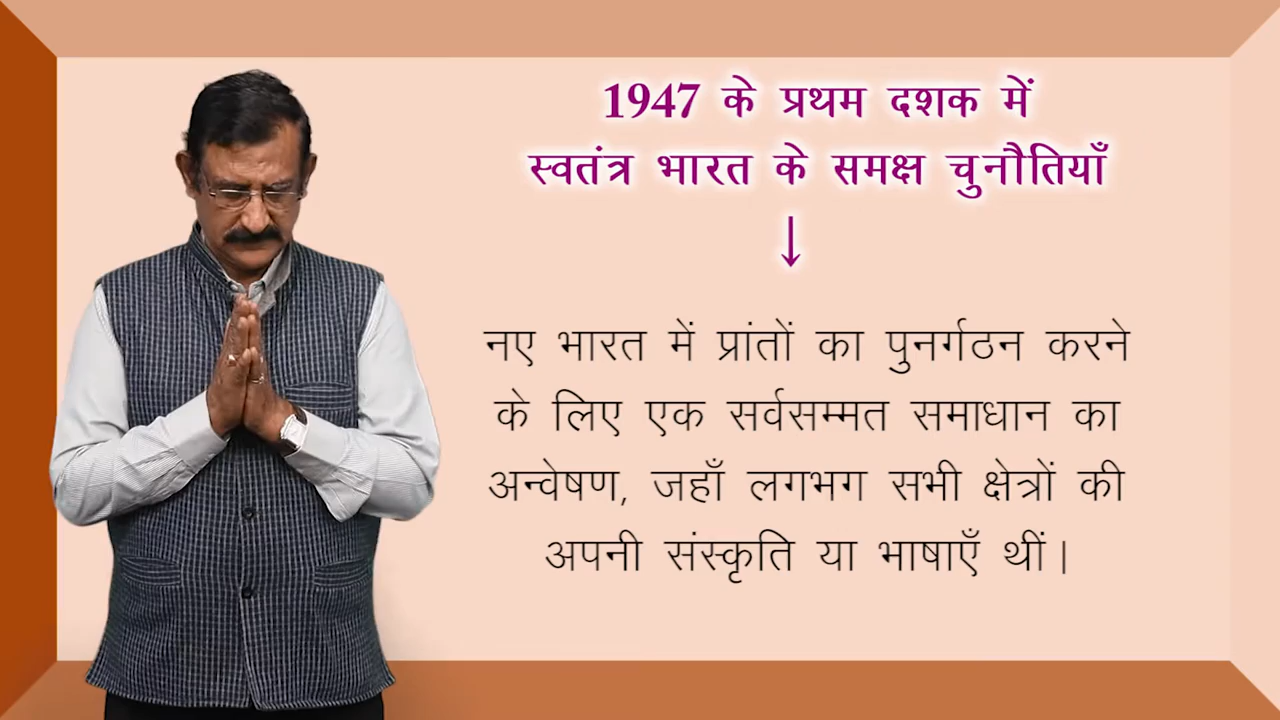 1947 के प्रथम दशक में
स्वतंत्र भारत के समक्ष चुनौतियाँ
↓
नए भारत में प्रांतों का पुनर्गठन करने
के लिए एक सर्वसम्मत समाधान का
अन्वेषण, जहाँ लगभग सभी क्षेत्रों की
अपनी संस्कृति या भाषाएँ थीं।